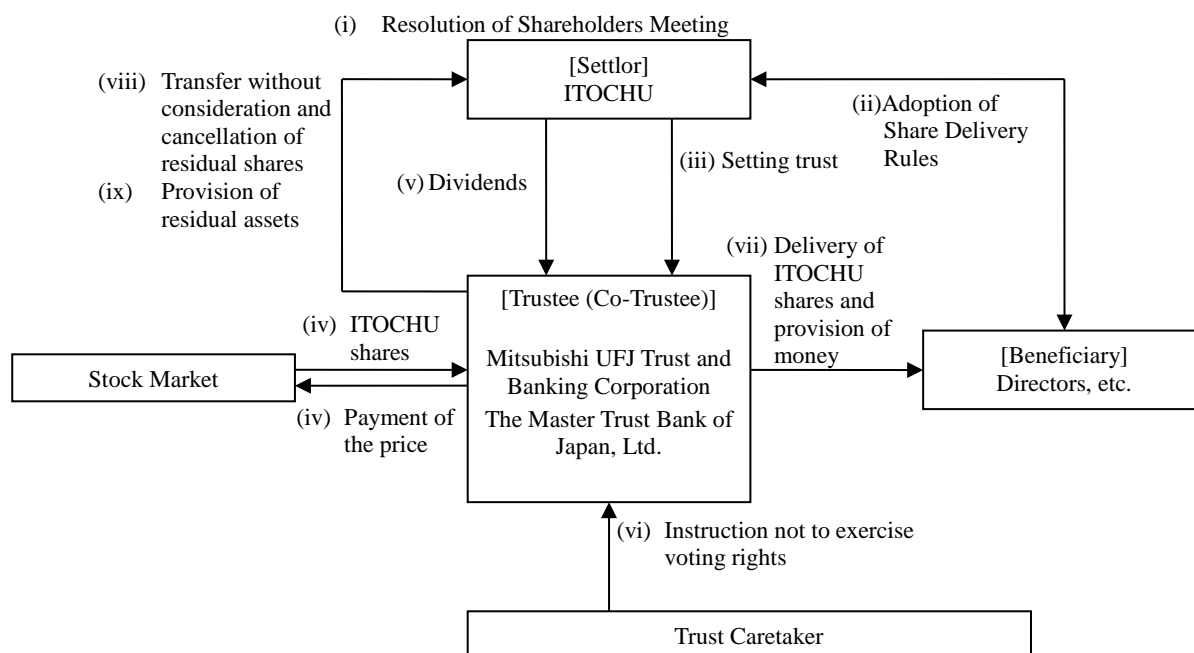 (i) Resolution of Shareholders Meeting
[Settlor]
ITOCHU
(viii) Transfer without
consideration and
cancellation of
residual shares
(ix) Provision of
residual assets
(ii)Adoption of
Share Delivery
Rules
(iii) Setting trust
(v) Dividends
(vii) Delivery of
ITOCHU
shares and
provision of
money
[Trustee (Co-Trustee)]
Mitsubishi UFJ Trust and
Banking Corporation
The Master Trust Bank of
Japan, Ltd.
(iv) ITOCHU
shares
Stock Market
(iv) Payment of
the price
[Beneficiary]
Directors, etc.
(vi) Instruction not to exercise
voting rights
Trust Caretaker